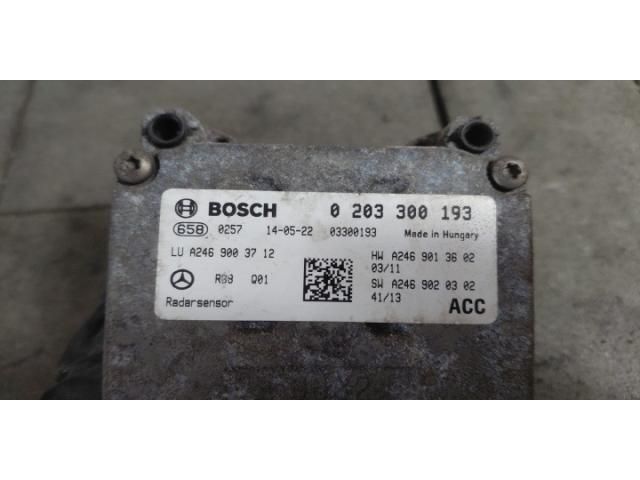 BOSCH 0 203 300 193
658 0257 14-05-22 03300193 Made in Hungary
LU A246 900 37 12 HW A246 901 36 02
03/11
Q01 SW A246 902 03 02
41/13
Radarsensor ACC